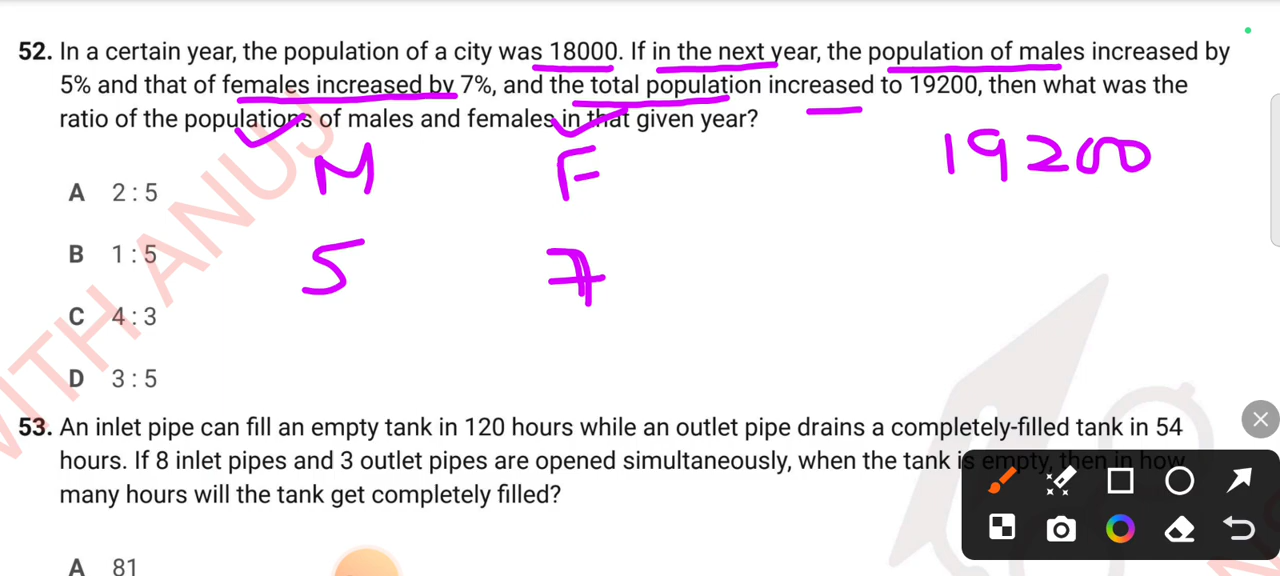 52. In a certain year, the population of a city was 18000. If in the next year, the population of males increased by
5% and that of females increased by 7%, and the total population increased to 19200, then what was the
ratio of the populations of males and females in that given year?
M F 19200
A 2 : 5
B 1 : 5
5 7
C 4 : 3
D 3 : 5
WITH ANUJ
53. An inlet pipe can fill an empty tank in 120 hours while an outlet pipe drains a completely-filled tank in 54
hours. If 8 inlet pipes and 3 outlet pipes are opened simultaneously, when the tank is empty, then in how
many hours will the tank get completely filled?
A 81